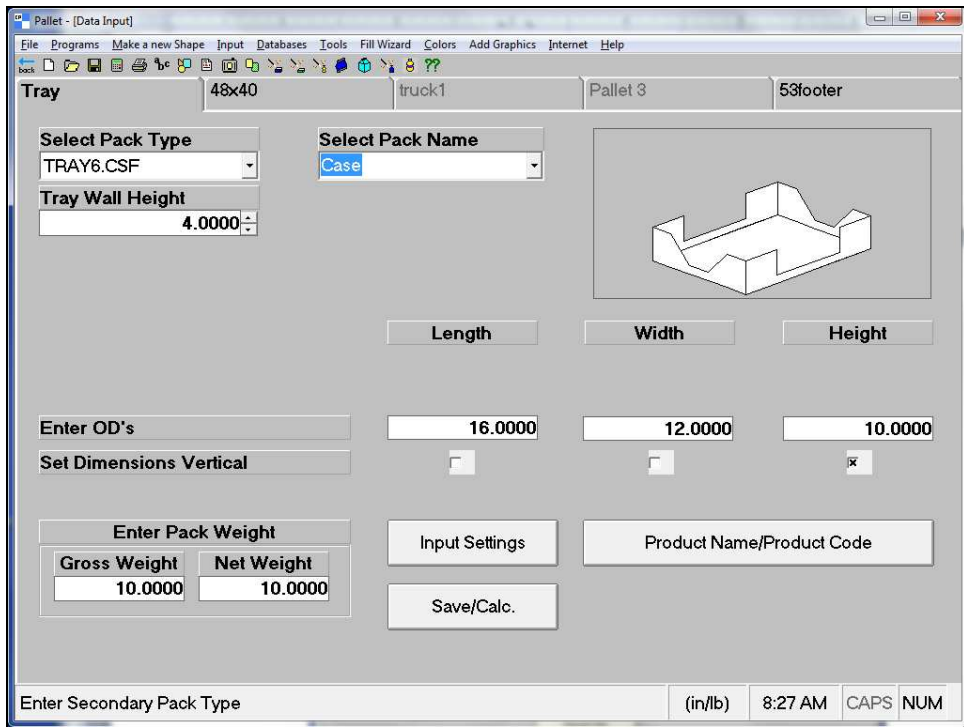 Pallet - [Data Input]
File Programs Make a new Shape Input Databases Tools Fill Wizard Colors Add Graphics Internet Help
back ??
Tray 48x40 truck1 Pallet 3 53footer
Select Pack Type Select Pack Name
TRAY6.CSF Case
Tray Wall Height
4.0000
Length Width Height
Enter OD's 16.0000 12.0000 10.0000
Set Dimensions Vertical
Enter Pack Weight Input Settings Product Name/Product Code
Gross Weight Net Weight
10.0000 10.0000
Save/Calc.
Enter Secondary Pack Type (in/lb) 8:27 AM CAPS NUM